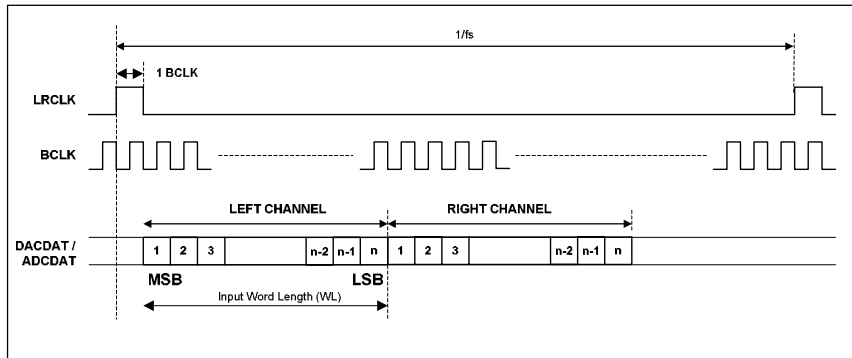 1/fs
1 BCLK
LRCLK
BCLK
LEFT CHANNEL RIGHT CHANNEL
DACDAT /
ADCDAT
1 2 3 n-2 n-1 n 1 2 3 n-2 n-1 n
MSB LSB
Input Word Length (WL)